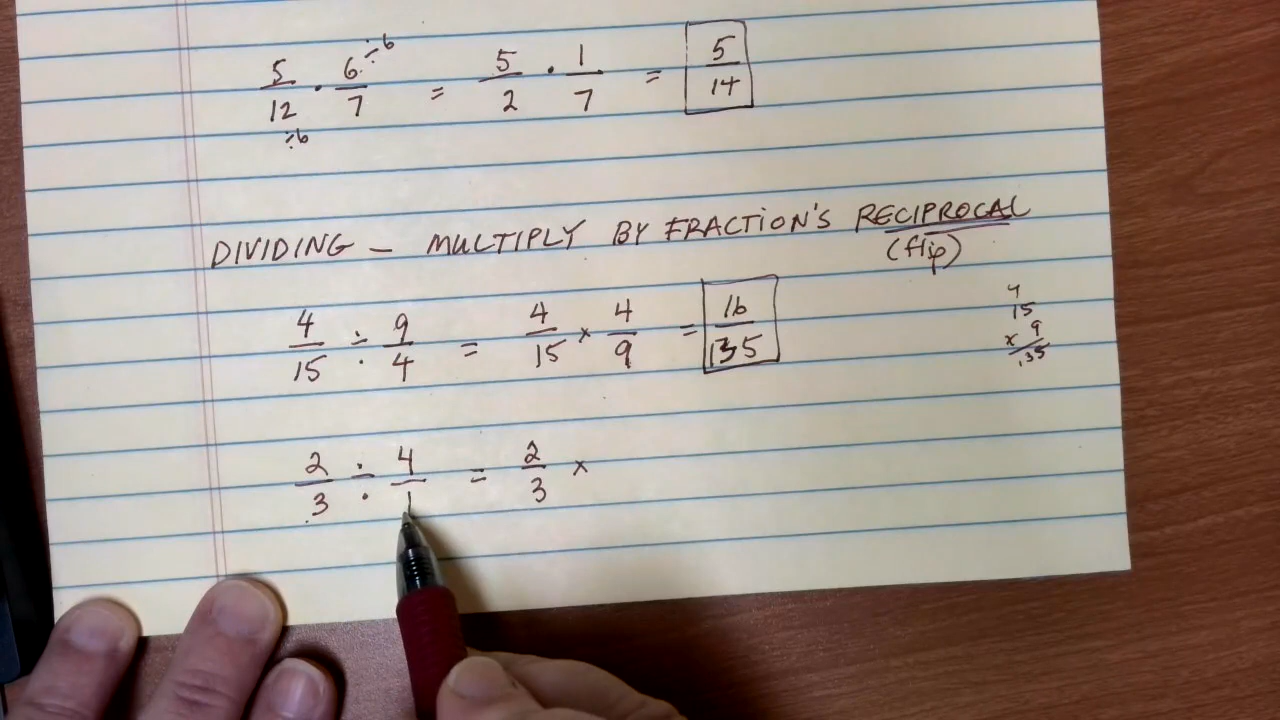 5/12 · 6/7 ÷6 = 5/2 · 1/7 = 5/14
÷6
DIVIDING – MULTIPLY BY FRACTION'S RECIPROCAL
(flip)
4/15 ÷ 9/4 = 4/15 × 4/9 = 16/135
4
15
× 9
135
2/3 ÷ 4/1 = 2/3 ×